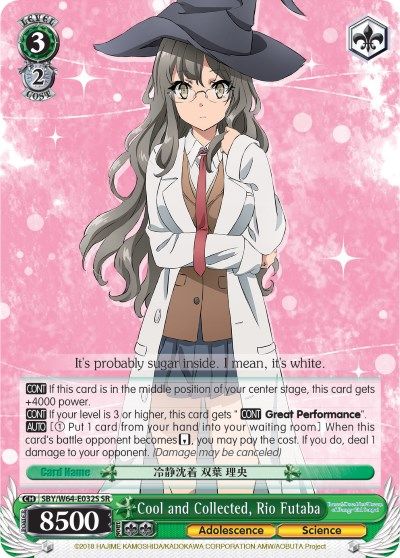 LEVEL
3
2
COST
It's probably sugar inside. I mean, it's white.
CONT If this card is in the middle position of your center stage, this card gets
+4000 power.
CONT If your level is 3 or higher, this card gets " CONT Great Performance".
AUTO [① Put 1 card from your hand into your waiting room] When this
card's battle opponent becomes [▼], you may pay the cost. If you do, deal 1
damage to your opponent. (Damage may be canceled)
Card Name
冷静沈着 双葉 理央
CH SBY/W64-E032S SR
POWER
8500
Cool and Collected, Rio Futaba
Adolescence
Science
©2018 HAJIME KAMOSHIDA/KADOKAWA CORPORATION AMW/AOBUTA Project